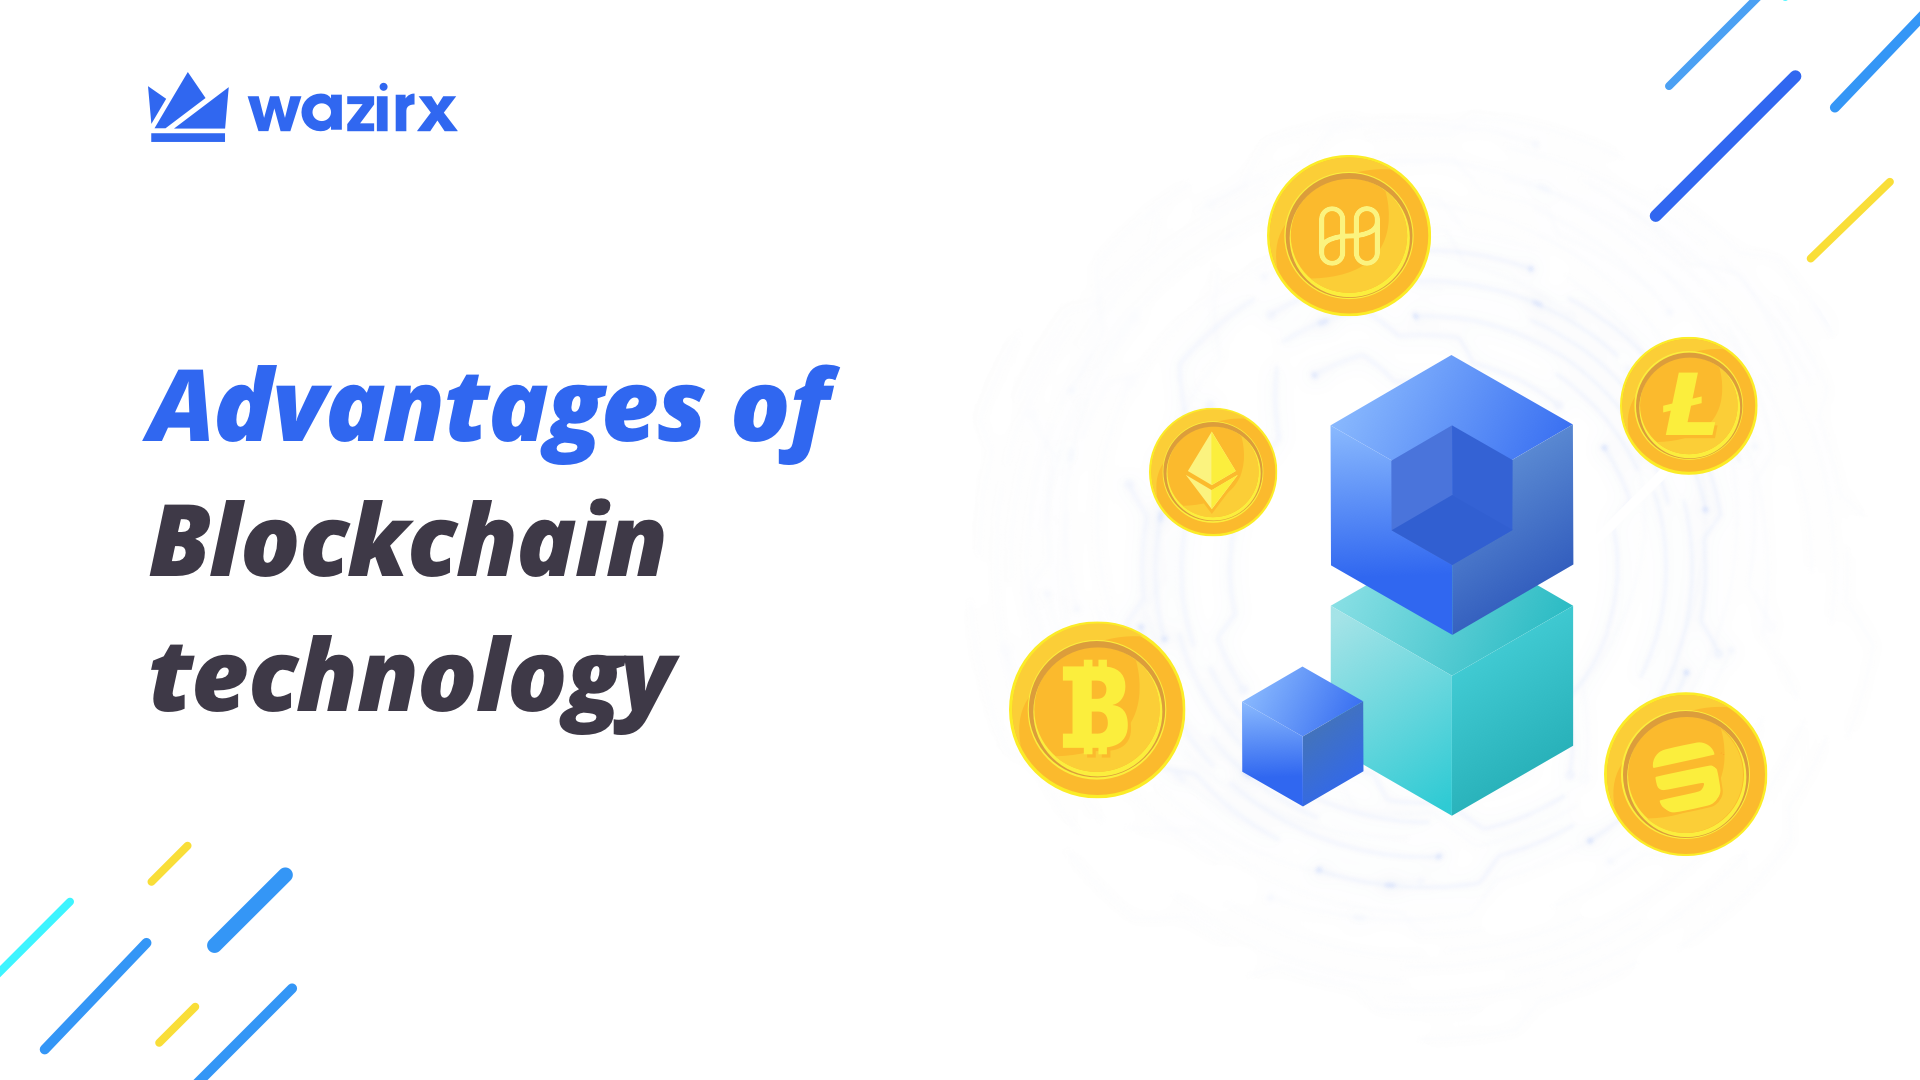 wazirx
Advantages of
Blockchain
technology